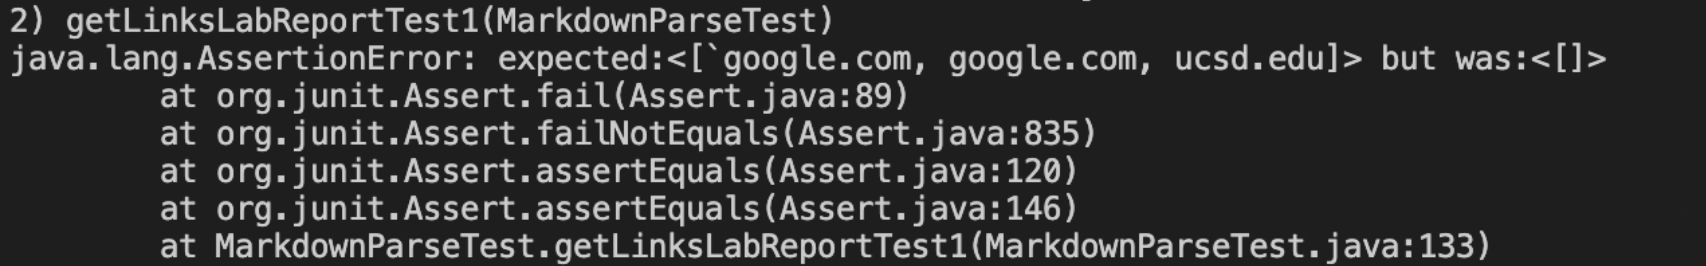 2) getLinksLabReportTest1(MarkdownParseTest)
java.lang.AssertionError: expected:<[`google.com, google.com, ucsd.edu]> but was:<[]>
at org.junit.Assert.fail(Assert.java:89)
at org.junit.Assert.failNotEquals(Assert.java:835)
at org.junit.Assert.assertEquals(Assert.java:120)
at org.junit.Assert.assertEquals(Assert.java:146)
at MarkdownParseTest.getLinksLabReportTest1(MarkdownParseTest.java:133)